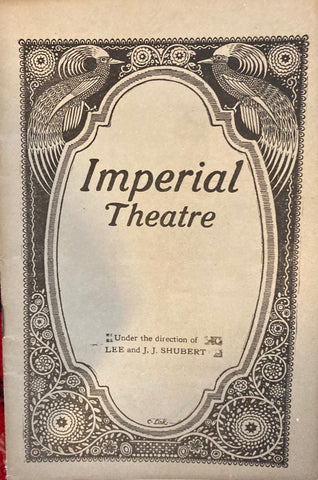 Imperial
Theatre
Under the direction of
LEE and J. J. SHUBERT